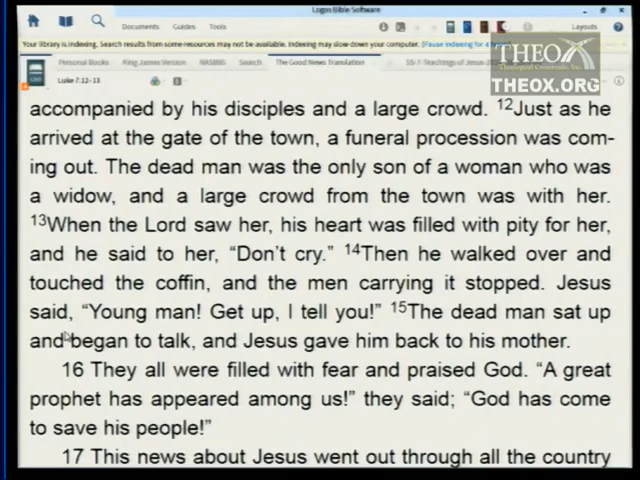 Logos Bible Software
Documents Guides Tools Layouts
Your library is indexing. Search results from some resources may not be available. Indexing may slow down your computer. [Pause indexing for
THEOX
THEOX.ORG
Personal Books King James Version NASB95 Search The Good News Translation SS-1-Teachings of Jesus-
Luke 7:12–13
accompanied by his disciples and a large crowd. 12Just as he
arrived at the gate of the town, a funeral procession was com-
ing out. The dead man was the only son of a woman who was
a widow, and a large crowd from the town was with her.
13When the Lord saw her, his heart was filled with pity for her,
and he said to her, “Don’t cry.” 14Then he walked over and
touched the coffin, and the men carrying it stopped. Jesus
said, “Young man! Get up, I tell you!” 15The dead man sat up
and began to talk, and Jesus gave him back to his mother.
16 They all were filled with fear and praised God. “A great
prophet has appeared among us!” they said; “God has come
to save his people!”
17 This news about Jesus went out through all the country